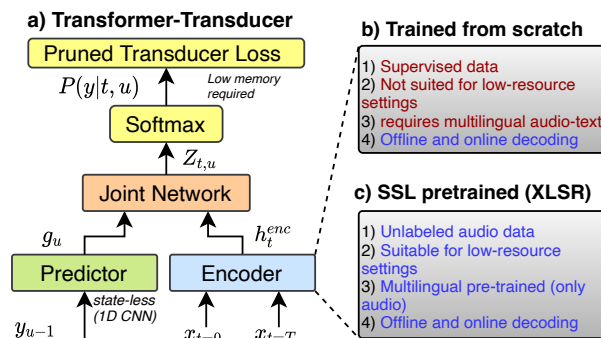 a) Transformer-Transducer
Pruned Transducer Loss
P(y|t, u)
Low memory
required
Softmax
Z_{t,u}
Joint Network
g_u
h_t^{enc}
Predictor
Encoder
state-less
(1D CNN)
y_{u-1}
x_{t=0}
x_{t=T}
b) Trained from scratch
1) Supervised data
2) Not suited for low-resource
settings
3) requires multilingual audio-text
4) Offline and online decoding
c) SSL pretrained (XLSR)
1) Unlabeled audio data
2) Suitable for low-resource
settings
3) Multilingual pre-trained (only
audio)
4) Offline and online decoding